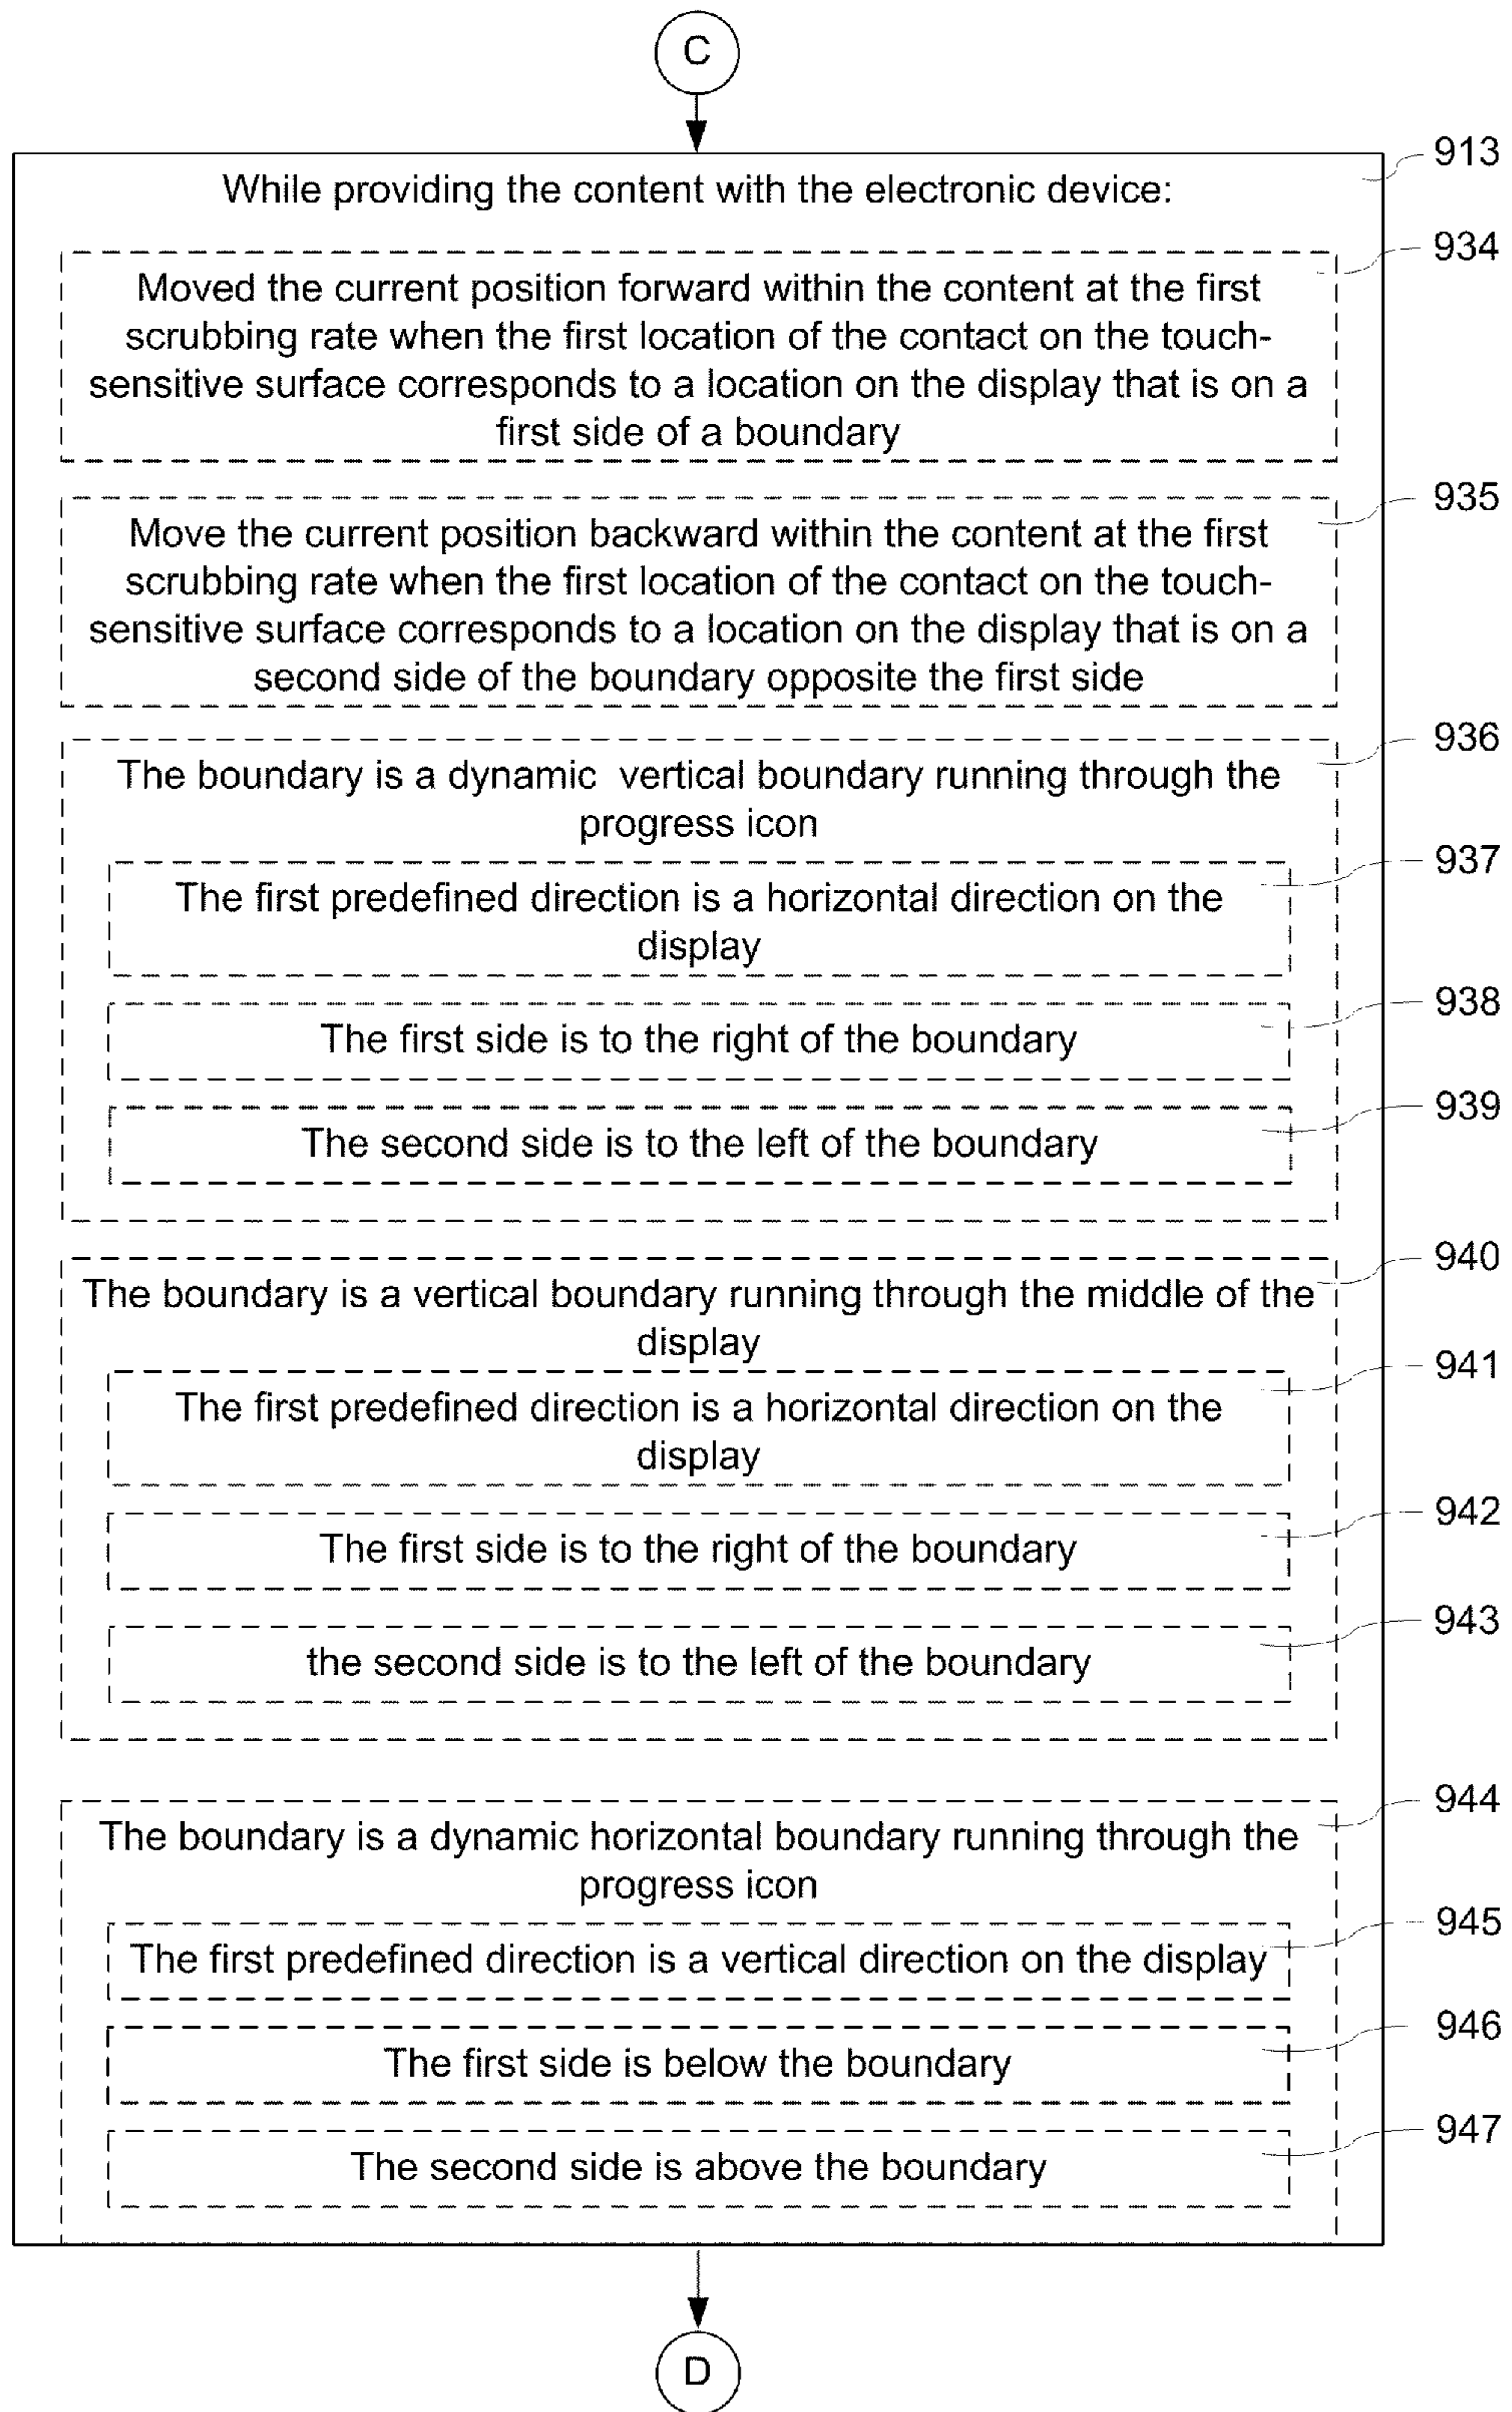 C
913
While providing the content with the electronic device:
934
Moved the current position forward within the content at the first
scrubbing rate when the first location of the contact on the touch-
sensitive surface corresponds to a location on the display that is on a
first side of a boundary
935
Move the current position backward within the content at the first
scrubbing rate when the first location of the contact on the touch-
sensitive surface corresponds to a location on the display that is on a
second side of the boundary opposite the first side
936
The boundary is a dynamic  vertical boundary running through the
progress icon
937
The first predefined direction is a horizontal direction on the
display
938
The first side is to the right of the boundary
939
The second side is to the left of the boundary
940
The boundary is a vertical boundary running through the middle of the
display
941
The first predefined direction is a horizontal direction on the
display
942
The first side is to the right of the boundary
943
the second side is to the left of the boundary
944
The boundary is a dynamic horizontal boundary running through the
progress icon
945
The first predefined direction is a vertical direction on the display
946
The first side is below the boundary
947
The second side is above the boundary
D